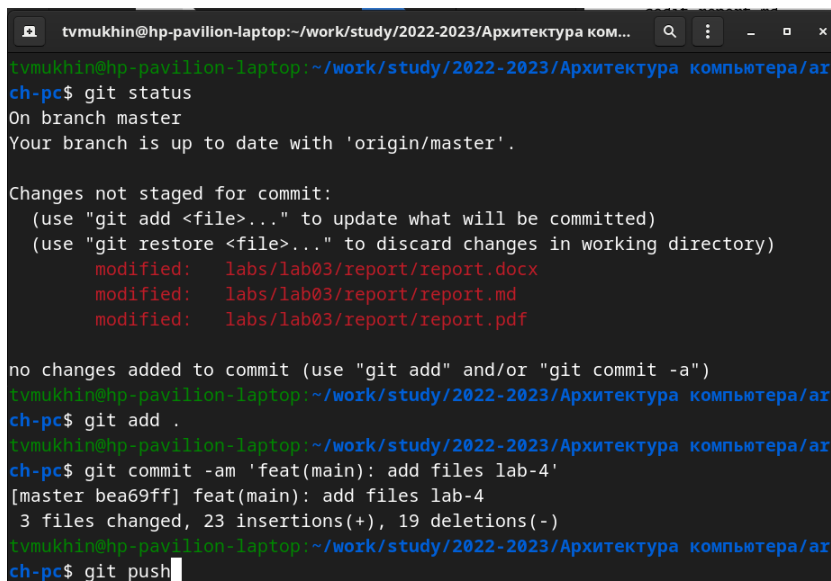 tvmukhin@hp-pavilion-laptop:~/work/study/2022-2023/Архитектура ком...
tvmukhin@hp-pavilion-laptop:~/work/study/2022-2023/Архитектура компьютера/ar
ch-pc$ git status
On branch master
Your branch is up to date with 'origin/master'.
Changes not staged for commit:
  (use "git add <file>..." to update what will be committed)
  (use "git restore <file>..." to discard changes in working directory)
        modified:   labs/lab03/report/report.docx
        modified:   labs/lab03/report/report.md
        modified:   labs/lab03/report/report.pdf
no changes added to commit (use "git add" and/or "git commit -a")
tvmukhin@hp-pavilion-laptop:~/work/study/2022-2023/Архитектура компьютера/ar
ch-pc$ git add .
tvmukhin@hp-pavilion-laptop:~/work/study/2022-2023/Архитектура компьютера/ar
ch-pc$ git commit -am 'feat(main): add files lab-4'
[master bea69ff] feat(main): add files lab-4
 3 files changed, 23 insertions(+), 19 deletions(-)
tvmukhin@hp-pavilion-laptop:~/work/study/2022-2023/Архитектура компьютера/ar
ch-pc$ git push